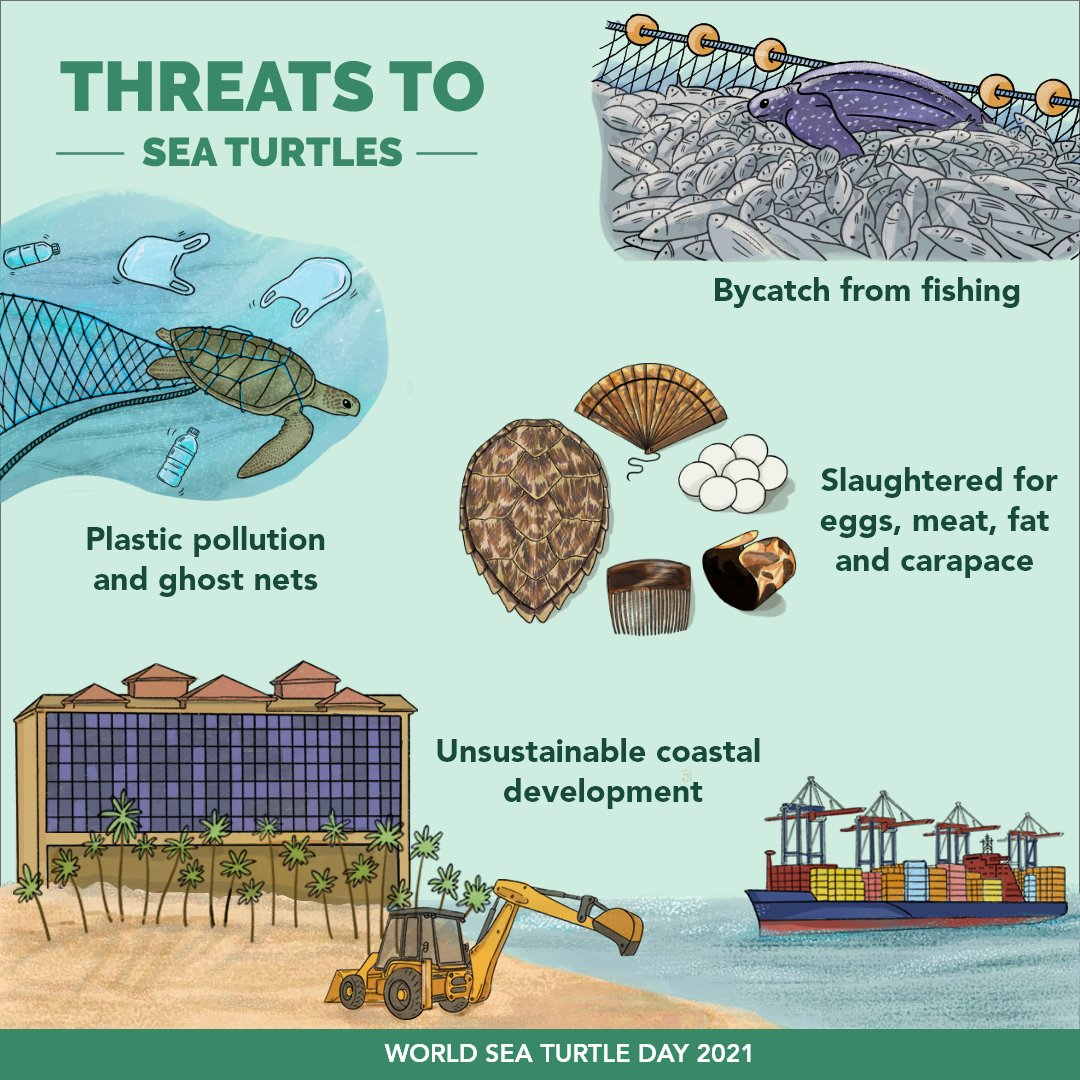 THREATS TO
SEA TURTLES
Bycatch from fishing
Plastic pollution
and ghost nets
Slaughtered for
eggs, meat, fat
and carapace
Unsustainable coastal
development
WORLD SEA TURTLE DAY 2021